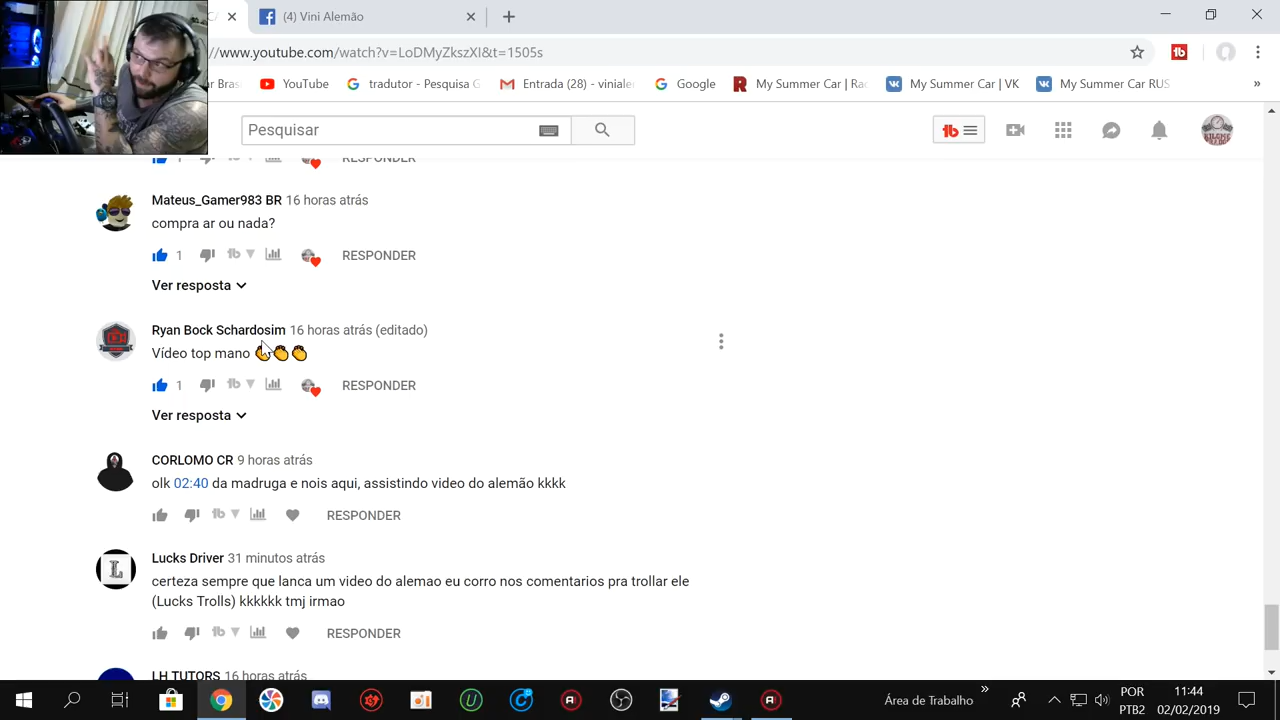 (4) Vini Alemão
//www.youtube.com/watch?v=LoDMyZkszXI&t=1505s
ar Bras YouTube tradutor - Pesquisa G Entrada (28) - viniale Google My Summer Car | Ra My Summer Car | VK My Summer Car RUS »
Pesquisar
1 RESPONDER
Mateus_Gamer983 BR 16 horas atrás
compra ar ou nada?
1 RESPONDER
Ver resposta
Ryan Bock Schardosim 16 horas atrás (editado)
Vídeo top mano 👏👏👏
1 RESPONDER
Ver resposta
CORLOMO CR 9 horas atrás
olk 02:40 da madruga e nois aqui, assistindo video do alemão kkkk
RESPONDER
Lucks Driver 31 minutos atrás
certeza sempre que lanca um video do alemao eu corro nos comentarios pra trollar ele
(Lucks Trolls) kkkkkk tmj irmao
RESPONDER
LH TUTORS 16 horas atrás
Área de Trabalho » POR 11:44
PTB2 02/02/2019